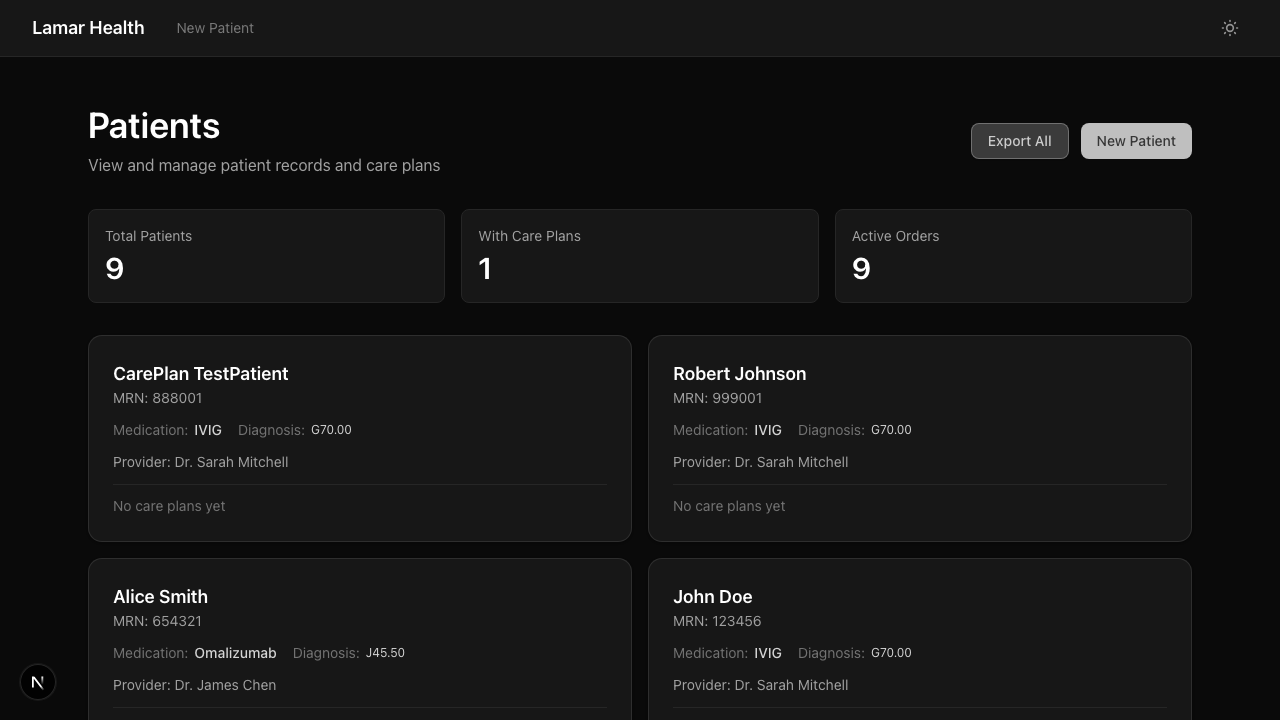 Lamar Health New Patient
Patients
View and manage patient records and care plans
Export All New Patient
Total Patients
9
With Care Plans
1
Active Orders
9
CarePlan TestPatient
MRN: 888001
Medication: IVIG Diagnosis: G70.00
Provider: Dr. Sarah Mitchell
No care plans yet
Robert Johnson
MRN: 999001
Medication: IVIG Diagnosis: G70.00
Provider: Dr. Sarah Mitchell
No care plans yet
Alice Smith
MRN: 654321
Medication: Omalizumab Diagnosis: J45.50
Provider: Dr. James Chen
John Doe
MRN: 123456
Medication: IVIG Diagnosis: G70.00
Provider: Dr. Sarah Mitchell
N